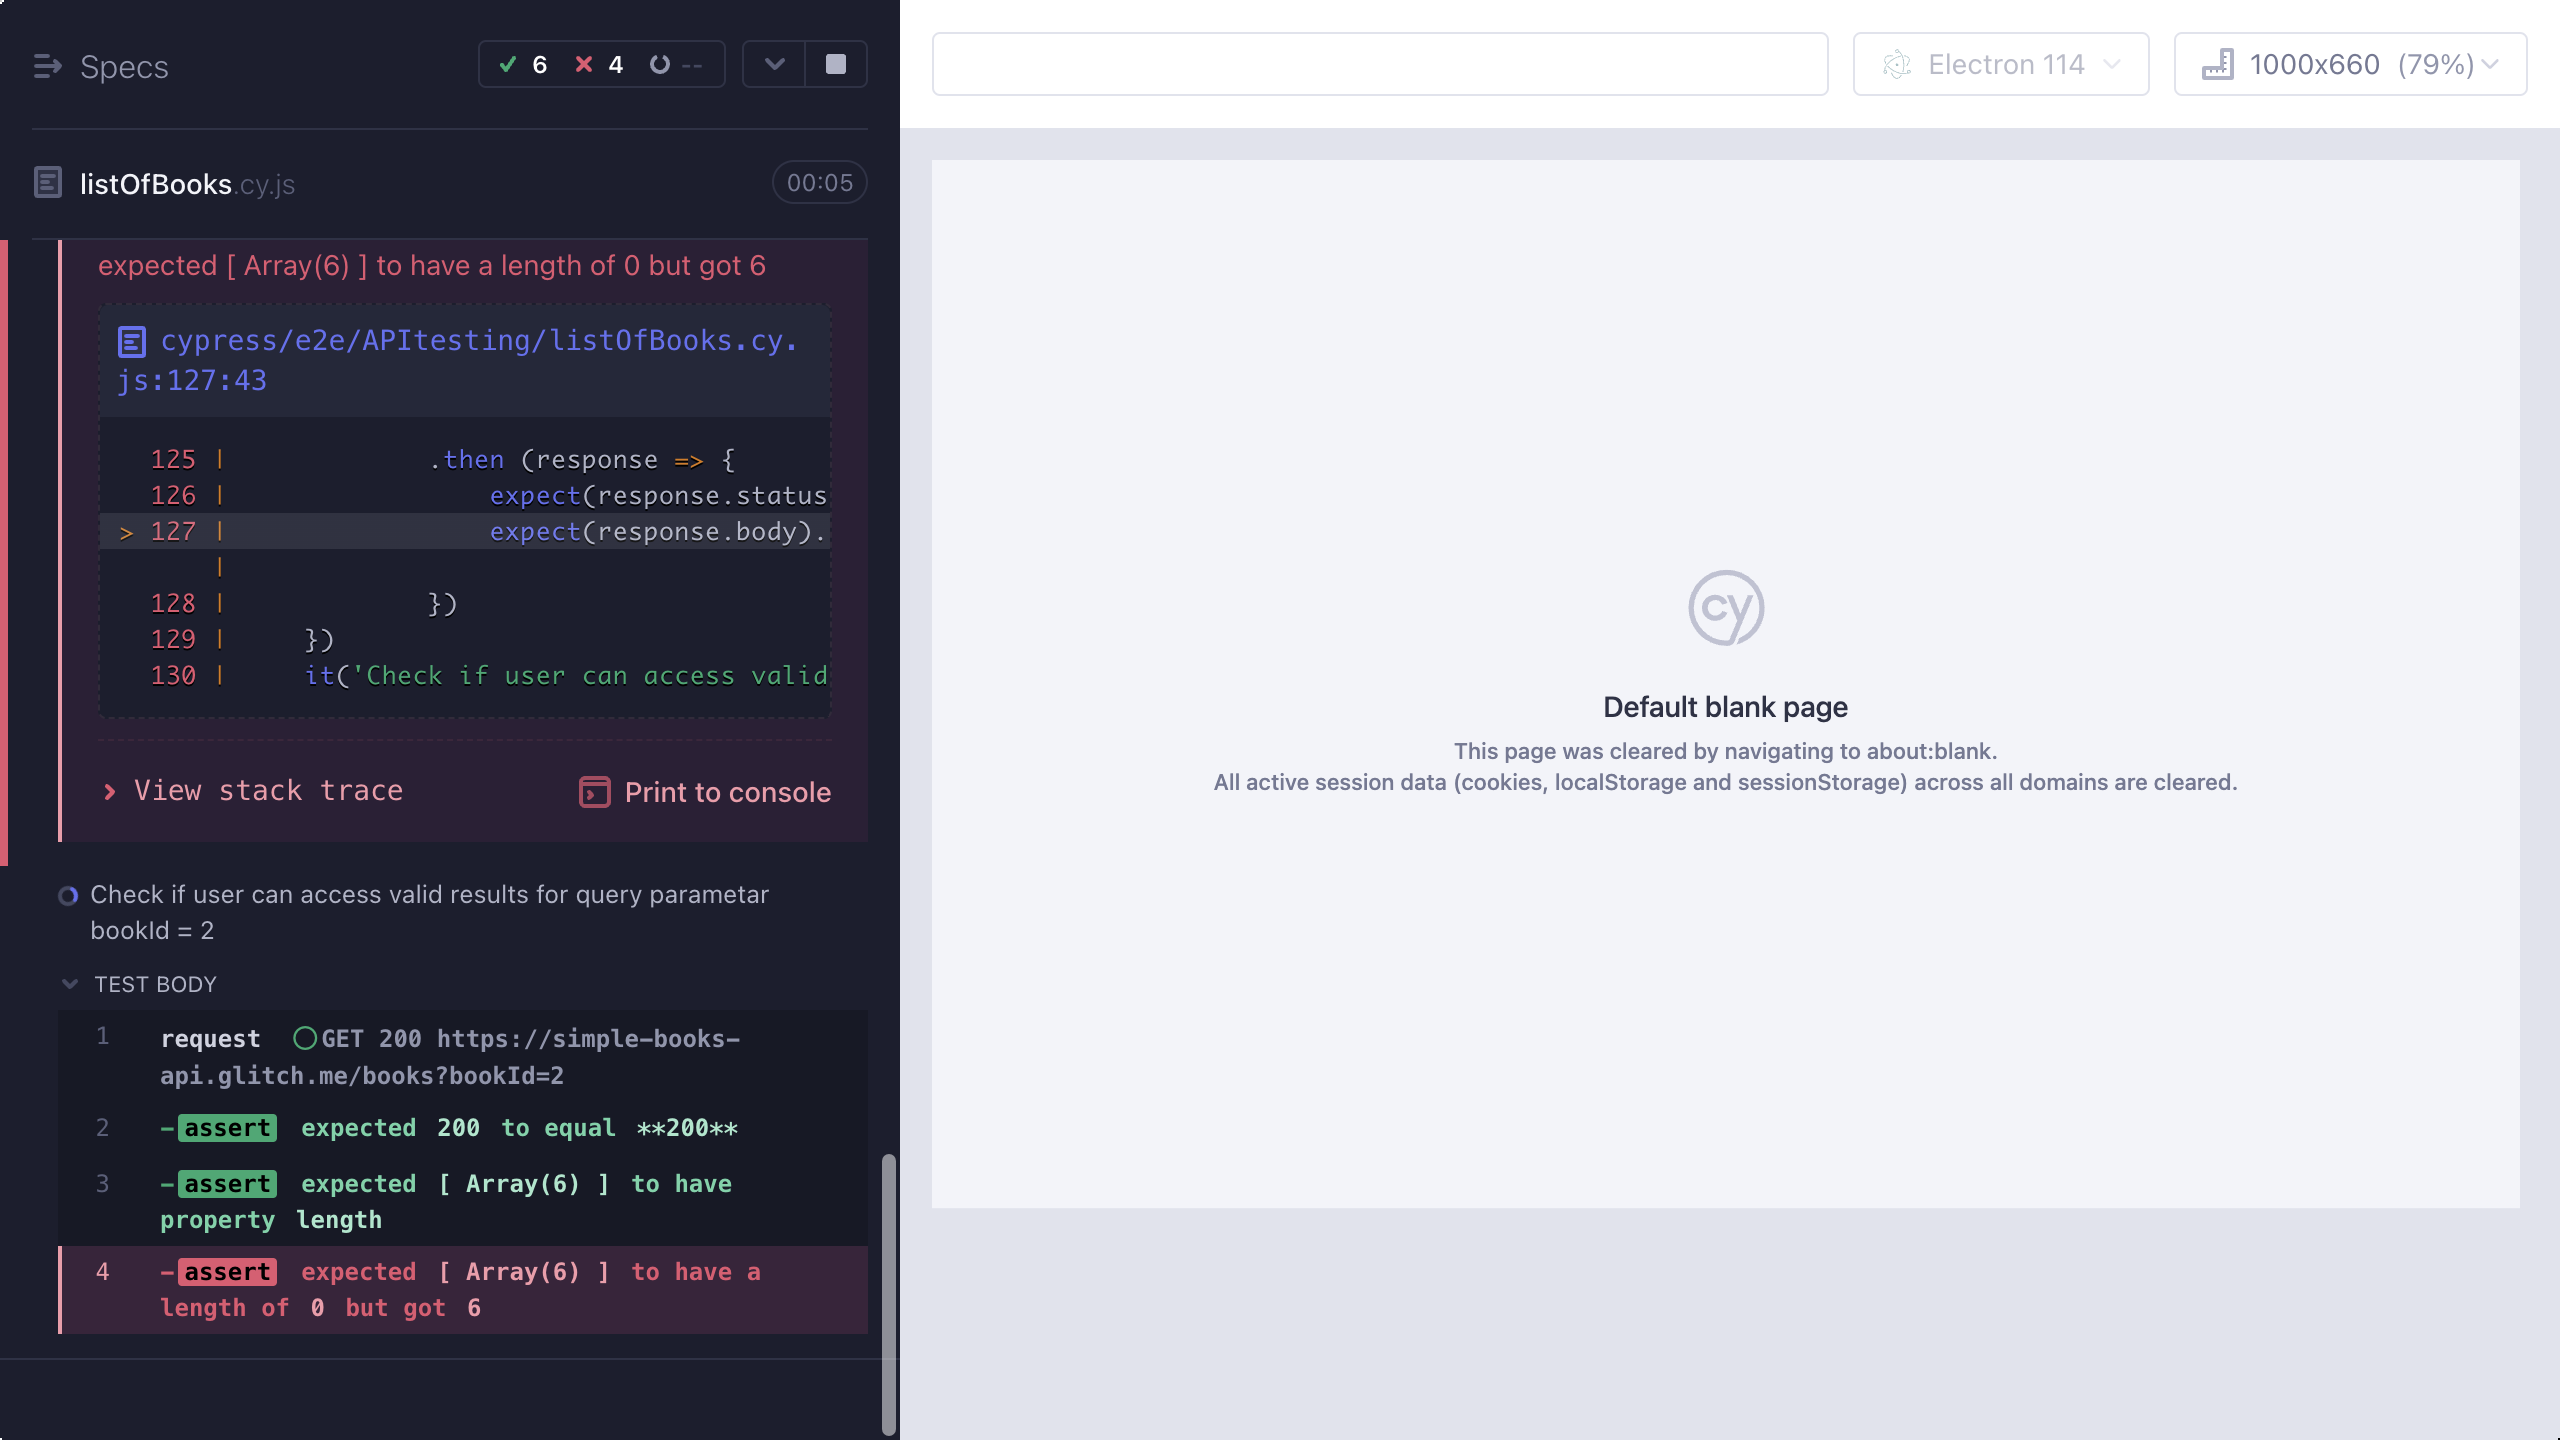 Specs
6 4 --
listOfBooks.cy.js
00:05
expected [ Array(6) ] to have a length of 0 but got 6
cypress/e2e/APItesting/listOfBooks.cy.
js:127:43
125 | .then (response => {
126 | expect(response.status
> 127 | expect(response.body).
|
128 | })
129 | })
130 | it('Check if user can access valid
View stack trace
Print to console
Check if user can access valid results for query parametar
bookId = 2
TEST BODY
1 request GET 200 https://simple-books-
api.glitch.me/books?bookId=2
2 -assert expected 200 to equal **200**
3 -assert expected [ Array(6) ] to have
property length
4 -assert expected [ Array(6) ] to have a
length of 0 but got 6
Electron 114
1000x660 (79%)
cy
Default blank page
This page was cleared by navigating to about:blank.
All active session data (cookies, localStorage and sessionStorage) across all domains are cleared.